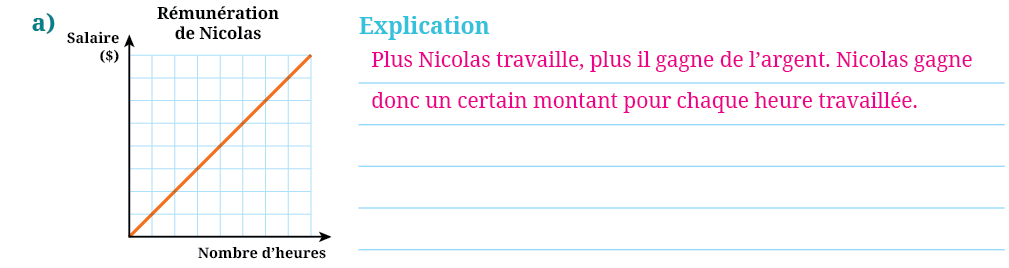 a)
Rémunération
de Nicolas
Salaire
($)
Nombre d’heures
Explication
Plus Nicolas travaille, plus il gagne de l’argent. Nicolas gagne
donc un certain montant pour chaque heure travaillée.